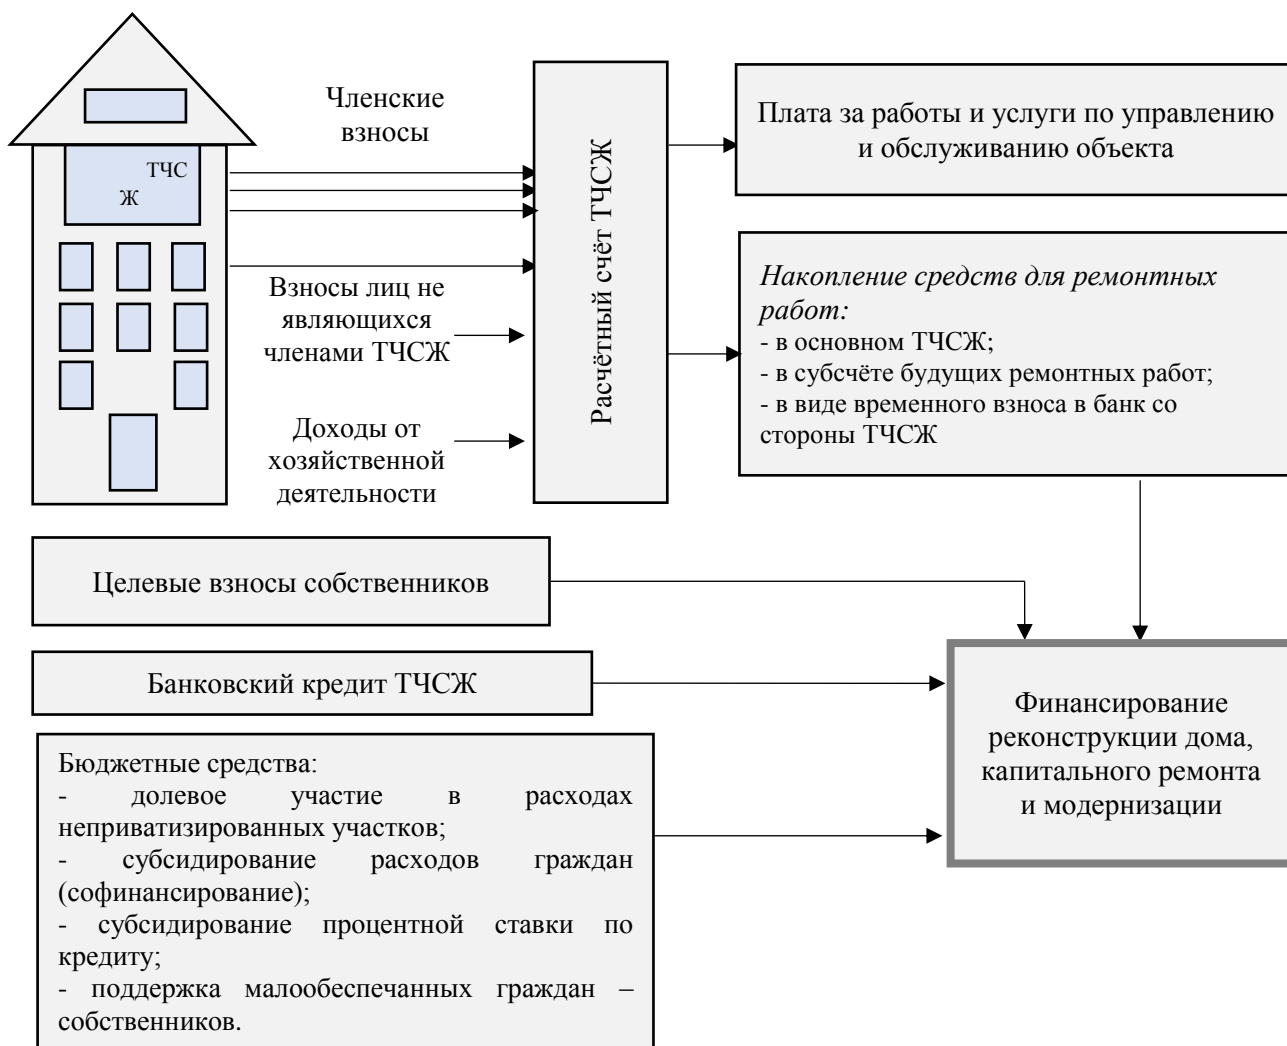 ТЧС
Ж
Членские
взносы
Взносы лиц не
являющихся
членами ТЧСЖ
Доходы от
хозяйственной
деятельности
Расчётный счёт ТЧСЖ
Плата за работы и услуги по управлению
и обслуживанию объекта
Накопление средств для ремонтных
работ:
- в основном ТЧСЖ;
- в субсчёте будущих ремонтных работ;
- в виде временного взноса в банк со
стороны ТЧСЖ
Целевые взносы собственников
Банковский кредит ТЧСЖ
Бюджетные средства:
- долевое участие в расходах
неприватизированных участков;
- субсидирование расходов граждан
(софинансирование);
- субсидирование процентной ставки по
кредиту;
- поддержка малообеспечанных граждан –
собственников.
Финансирование
реконструкции дома,
капитального ремонта
и модернизации